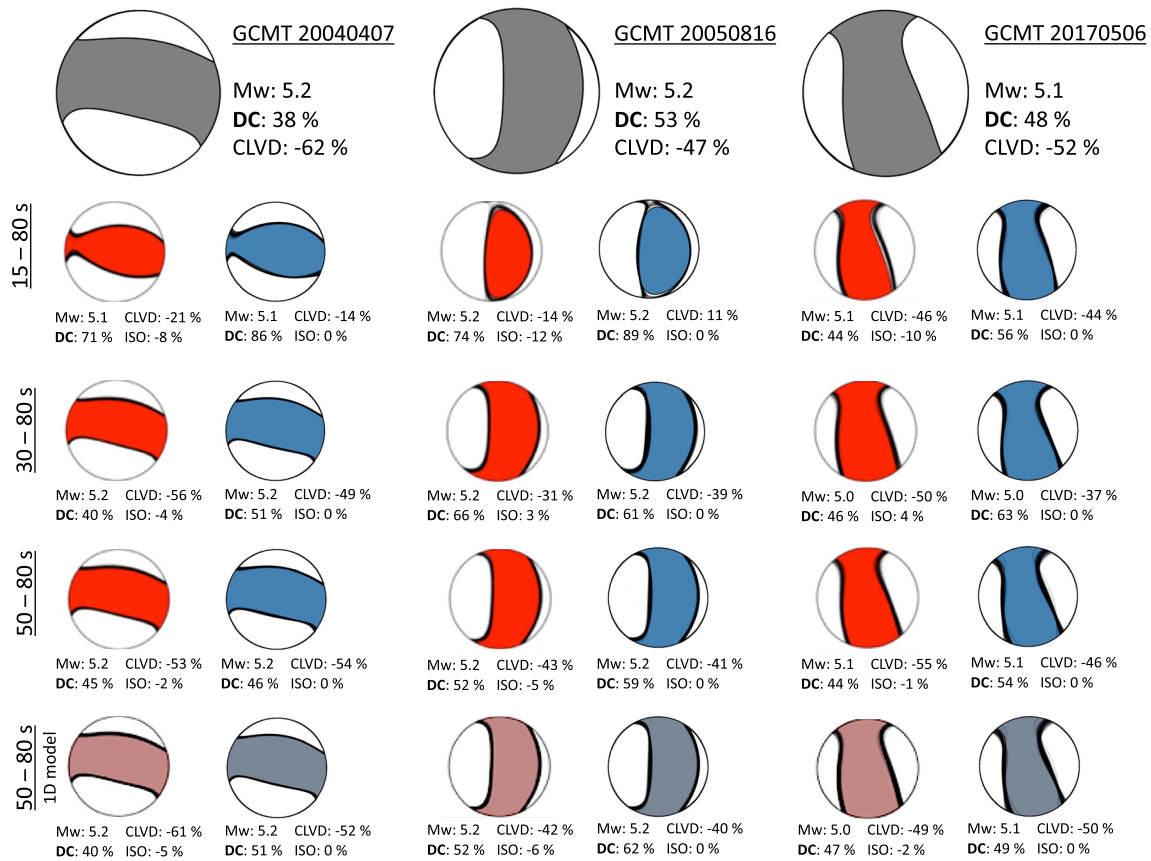 GCMT 20040407
Mw: 5.2
DC: 38 %
CLVD: -62 %
GCMT 20050816
Mw: 5.2
DC: 53 %
CLVD: -47 %
GCMT 20170506
Mw: 5.1
DC: 48 %
CLVD: -52 %
15 – 80 s
Mw: 5.1 CLVD: -21 %
DC: 71 % ISO: -8 %
Mw: 5.1 CLVD: -14 %
DC: 86 % ISO: 0 %
Mw: 5.2 CLVD: -14 %
DC: 74 % ISO: -12 %
Mw: 5.2 CLVD: 11 %
DC: 89 % ISO: 0 %
Mw: 5.1 CLVD: -46 %
DC: 44 % ISO: -10 %
Mw: 5.1 CLVD: -44 %
DC: 56 % ISO: 0 %
30 – 80 s
Mw: 5.2 CLVD: -56 %
DC: 40 % ISO: -4 %
Mw: 5.2 CLVD: -49 %
DC: 51 % ISO: 0 %
Mw: 5.2 CLVD: -31 %
DC: 66 % ISO: 3 %
Mw: 5.2 CLVD: -39 %
DC: 61 % ISO: 0 %
Mw: 5.0 CLVD: -50 %
DC: 46 % ISO: 4 %
Mw: 5.0 CLVD: -37 %
DC: 63 % ISO: 0 %
50 – 80 s
Mw: 5.2 CLVD: -53 %
DC: 45 % ISO: -2 %
Mw: 5.2 CLVD: -54 %
DC: 46 % ISO: 0 %
Mw: 5.2 CLVD: -43 %
DC: 52 % ISO: -5 %
Mw: 5.2 CLVD: -41 %
DC: 59 % ISO: 0 %
Mw: 5.1 CLVD: -55 %
DC: 44 % ISO: -1 %
Mw: 5.1 CLVD: -46 %
DC: 54 % ISO: 0 %
50 – 80 s
1D model
Mw: 5.2 CLVD: -61 %
DC: 40 % ISO: -5 %
Mw: 5.2 CLVD: -52 %
DC: 51 % ISO: 0 %
Mw: 5.2 CLVD: -42 %
DC: 52 % ISO: -6 %
Mw: 5.2 CLVD: -40 %
DC: 62 % ISO: 0 %
Mw: 5.0 CLVD: -49 %
DC: 47 % ISO: -2 %
Mw: 5.1 CLVD: -50 %
DC: 49 % ISO: 0 %